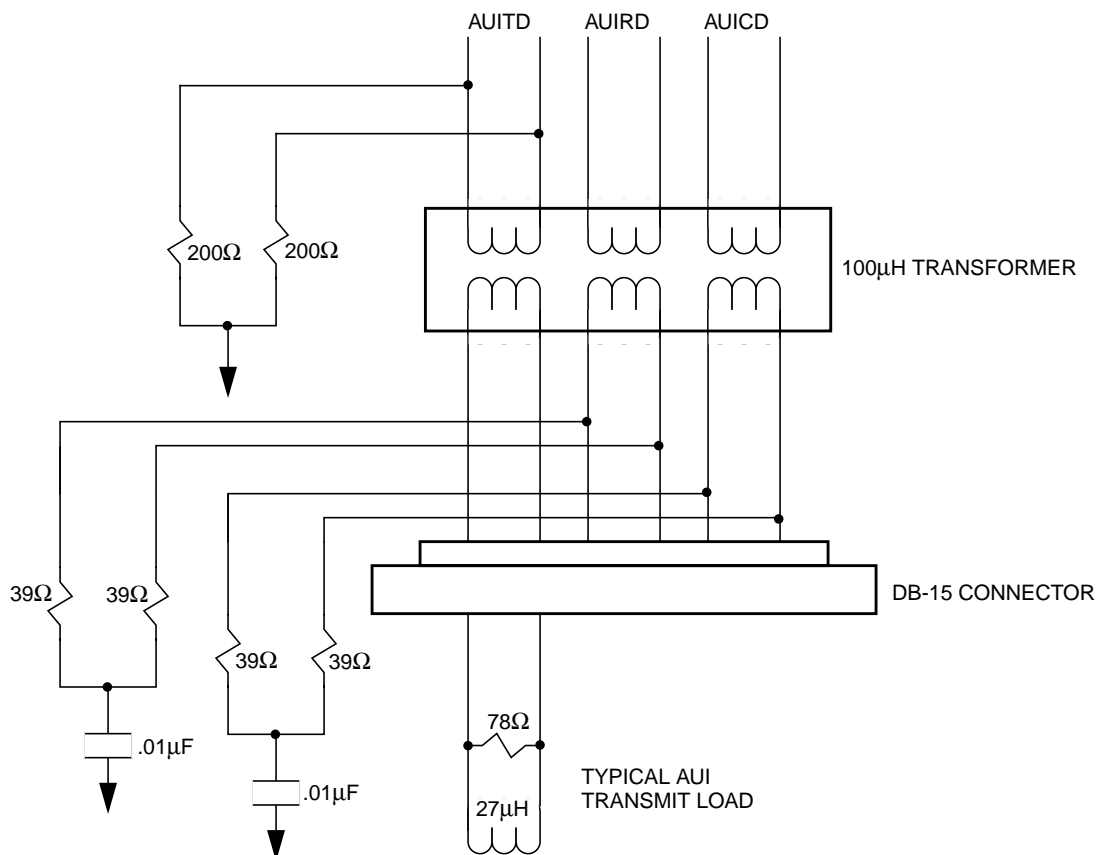 AUITD AUIRD AUICD
200Ω 200Ω
100μH TRANSFORMER
39Ω 39Ω
DB-15 CONNECTOR
39Ω 39Ω
78Ω
.01μF
TYPICAL AUI
TRANSMIT LOAD
.01μF
27μH